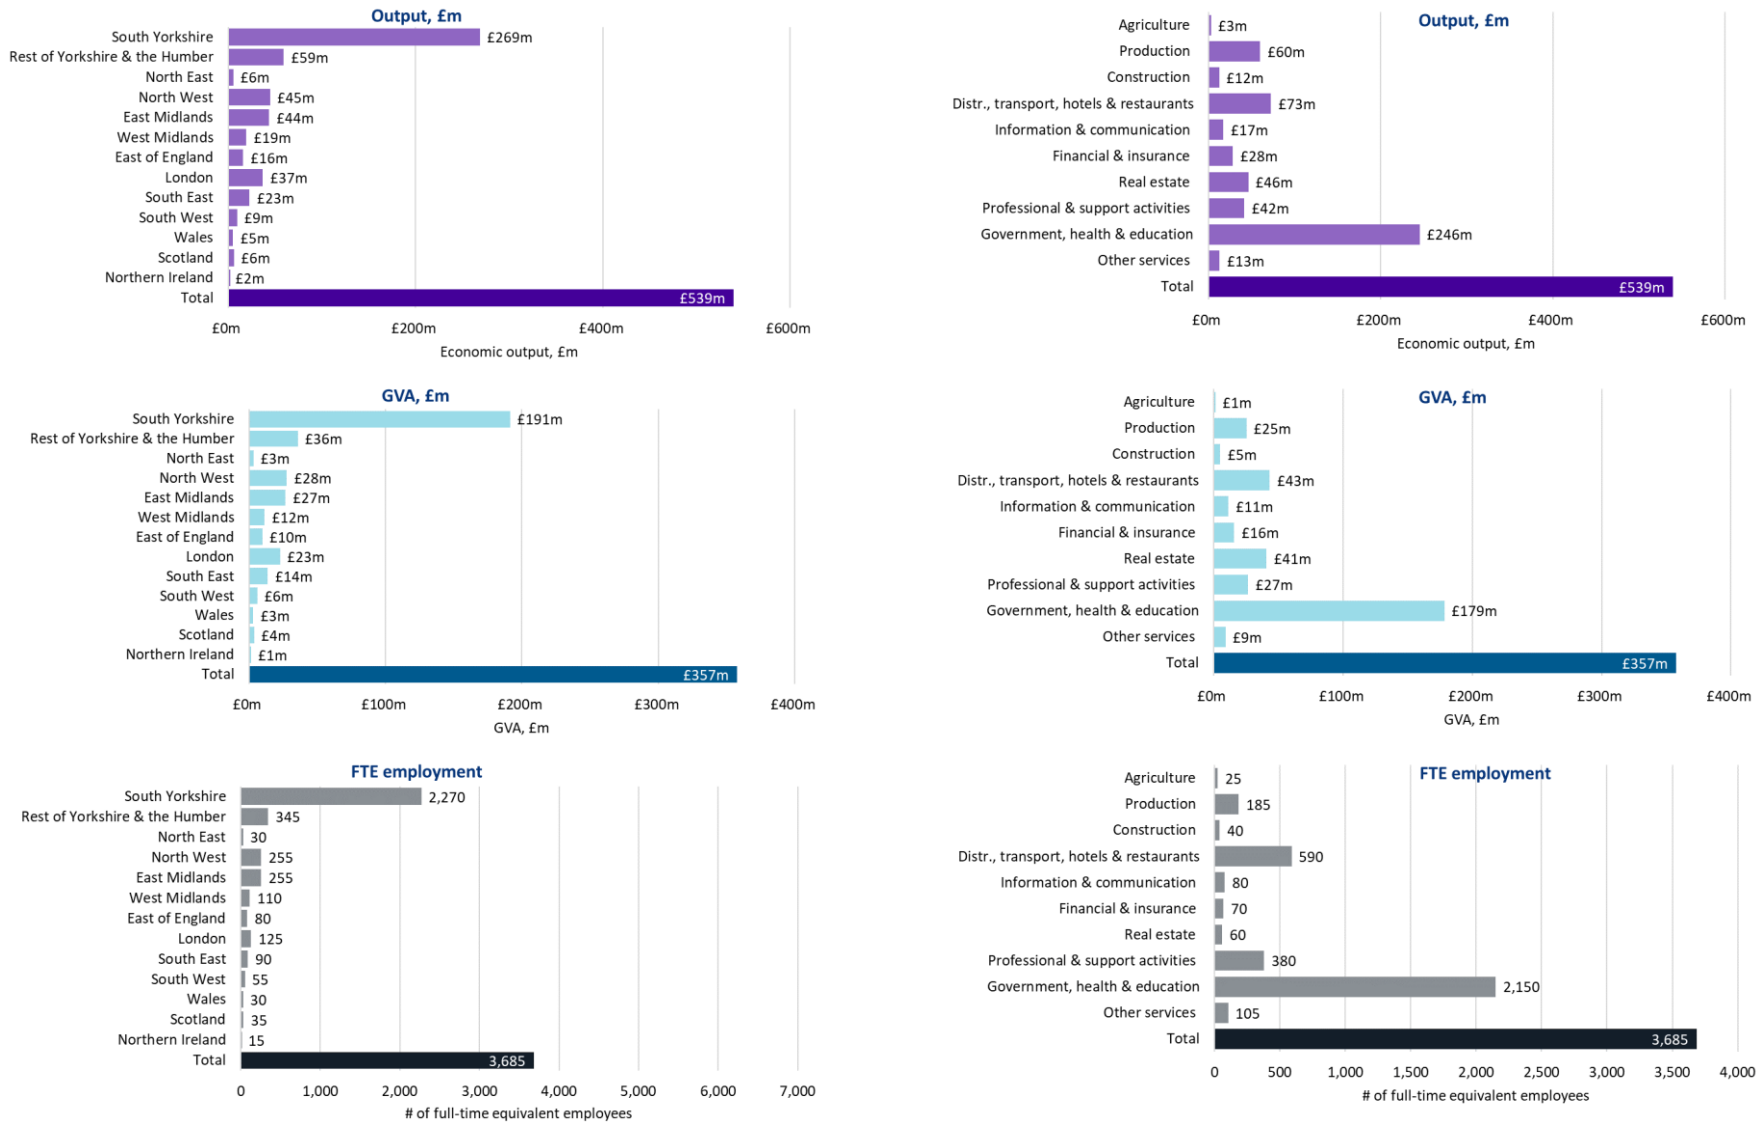 Output, £m
South Yorkshire £269m
Rest of Yorkshire & the Humber £59m
North East £6m
North West £45m
East Midlands £44m
West Midlands £19m
East of England £16m
London £37m
South East £23m
South West £9m
Wales £5m
Scotland £6m
Northern Ireland £2m
Total £539m
£0m £200m £400m £600m
Economic output, £m
Output, £m
Agriculture £3m
Production £60m
Construction £12m
Distr., transport, hotels & restaurants £73m
Information & communication £17m
Financial & insurance £28m
Real estate £46m
Professional & support activities £42m
Government, health & education £246m
Other services £13m
Total £539m
£0m £200m £400m £600m
Economic output, £m
GVA, £m
South Yorkshire £191m
Rest of Yorkshire & the Humber £36m
North East £3m
North West £28m
East Midlands £27m
West Midlands £12m
East of England £10m
London £23m
South East £14m
South West £6m
Wales £3m
Scotland £4m
Northern Ireland £1m
Total £357m
£0m £100m £200m £300m £400m
GVA, £m
GVA, £m
Agriculture £1m
Production £25m
Construction £5m
Distr., transport, hotels & restaurants £43m
Information & communication £11m
Financial & insurance £16m
Real estate £41m
Professional & support activities £27m
Government, health & education £179m
Other services £9m
Total £357m
£0m £100m £200m £300m £400m
GVA, £m
FTE employment
South Yorkshire 2,270
Rest of Yorkshire & the Humber 345
North East 30
North West 255
East Midlands 255
West Midlands 110
East of England 80
London 125
South East 90
South West 55
Wales 30
Scotland 35
Northern Ireland 15
Total 3,685
0 1,000 2,000 3,000 4,000 5,000 6,000 7,000
# of full-time equivalent employees
FTE employment
Agriculture 25
Production 185
Construction 40
Distr., transport, hotels & restaurants 590
Information & communication 80
Financial & insurance 70
Real estate 60
Professional & support activities 380
Government, health & education 2,150
Other services 105
Total 3,685
0 500 1,000 1,500 2,000 2,500 3,000 3,500 4,000
# of full-time equivalent employees